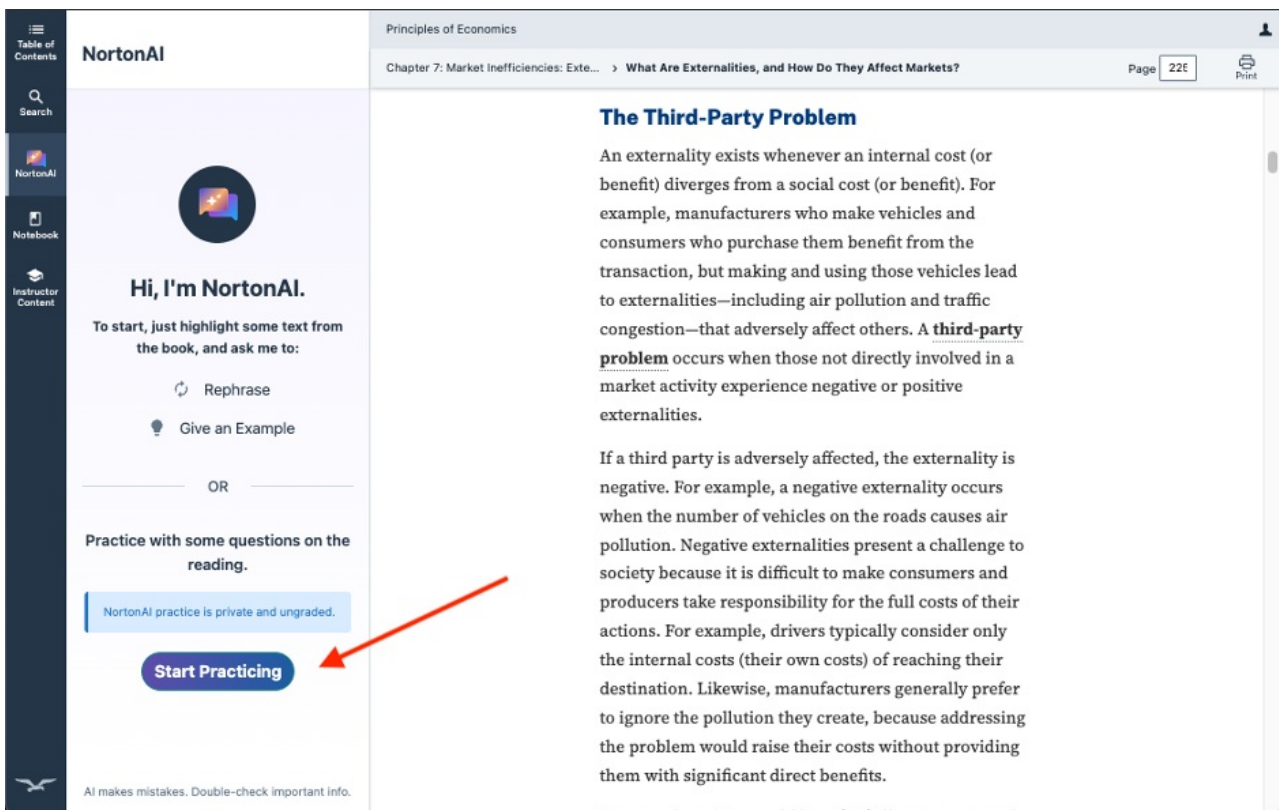 Table of
Contents
Search
NortonAI
Notebook
Instructor
Content
NortonAI
Hi, I'm NortonAI.
To start, just highlight some text from
the book, and ask me to:
Rephrase
Give an Example
OR
Practice with some questions on the
reading.
NortonAI practice is private and ungraded.
Start Practicing
AI makes mistakes. Double-check important info.
Principles of Economics
Chapter 7: Market Inefficiencies: Exte... > What Are Externalities, and How Do They Affect Markets?
Page
Print
The Third-Party Problem
An externality exists whenever an internal cost (or
benefit) diverges from a social cost (or benefit). For
example, manufacturers who make vehicles and
consumers who purchase them benefit from the
transaction, but making and using those vehicles lead
to externalities—including air pollution and traffic
congestion—that adversely affect others. A third-party
problem occurs when those not directly involved in a
market activity experience negative or positive
externalities.
If a third party is adversely affected, the externality is
negative. For example, a negative externality occurs
when the number of vehicles on the roads causes air
pollution. Negative externalities present a challenge to
society because it is difficult to make consumers and
producers take responsibility for the full costs of their
actions. For example, drivers typically consider only
the internal costs (their own costs) of reaching their
destination. Likewise, manufacturers generally prefer
to ignore the pollution they create, because addressing
the problem would raise their costs without providing
them with significant direct benefits.